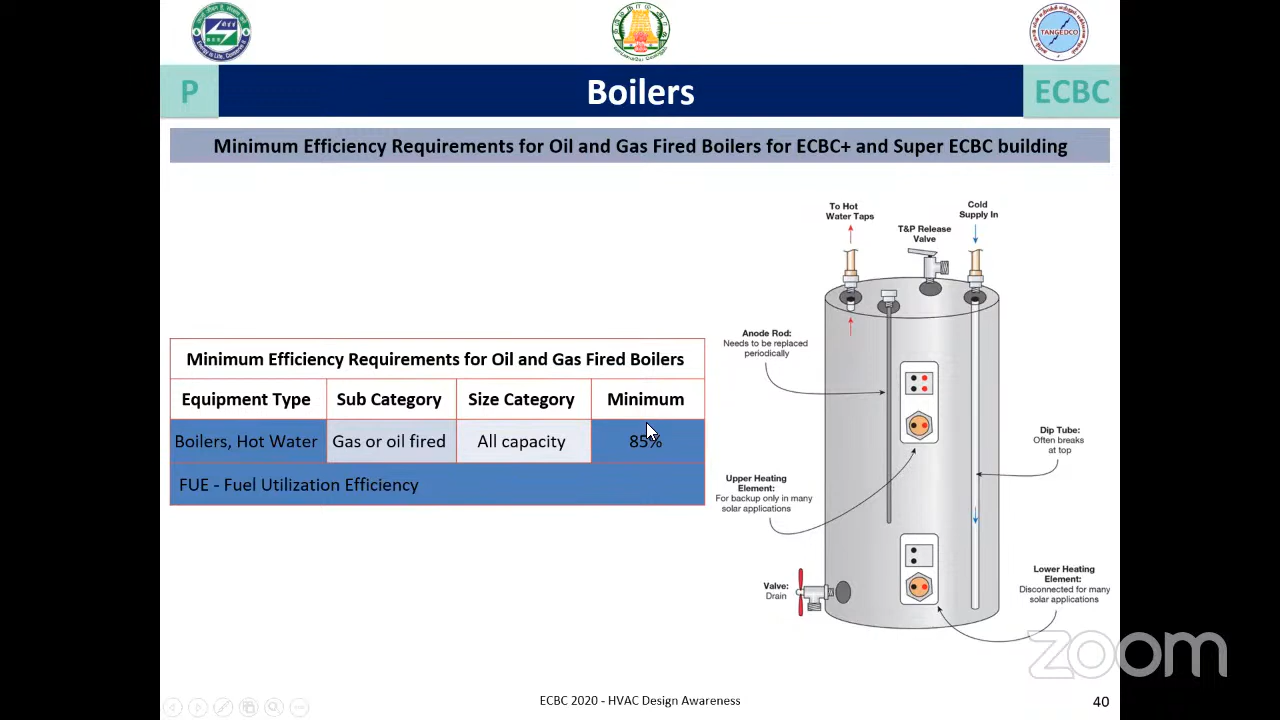 P
Boilers
ECBC
TANGEDCO
Minimum Efficiency Requirements for Oil and Gas Fired Boilers for ECBC+ and Super ECBC building
Minimum Efficiency Requirements for Oil and Gas Fired Boilers
Equipment Type Sub Category Size Category Minimum
Boilers, Hot Water Gas or oil fired All capacity 85%
FUE - Fuel Utilization Efficiency
To Hot
Water Taps
Cold
Supply In
T&P Release
Valve
Anode Rod:
Needs to be replaced
periodically
Dip Tube:
Often breaks
at top
Upper Heating
Element:
For backup only in many
solar applications
Valve:
Drain
Lower Heating
Element:
Disconnected for many
solar applications
zoom
ECBC 2020 - HVAC Design Awareness
40